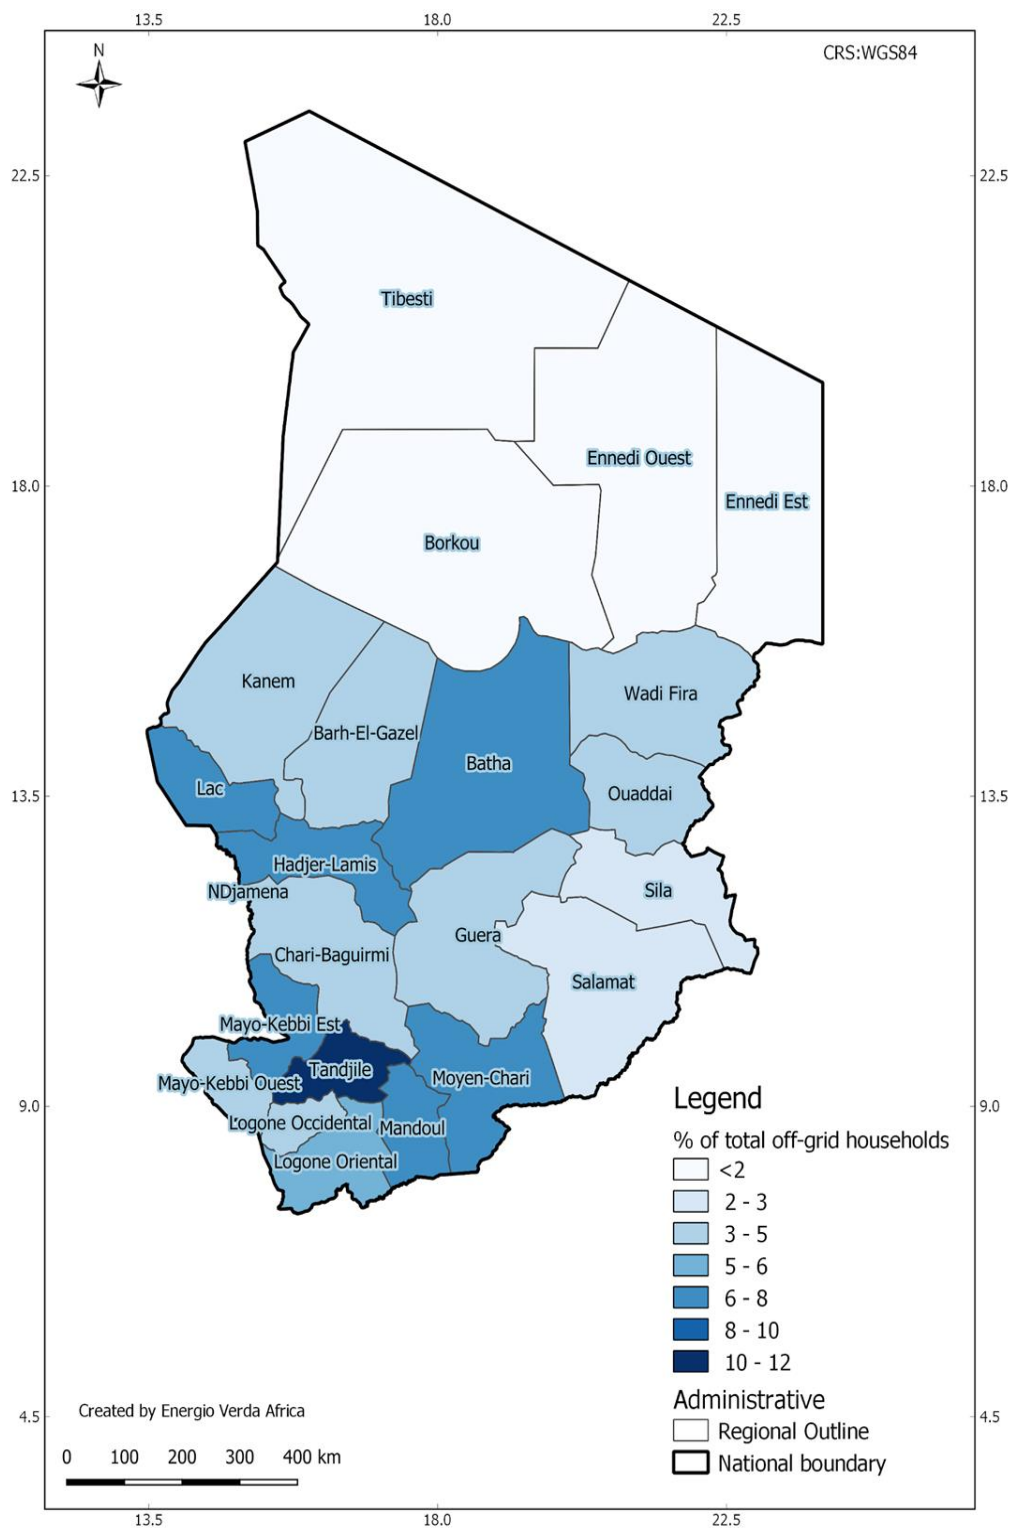 13.5 18.0 22.5
N
CRS:WGS84
22.5 22.5
Tibesti
Ennedi Ouest
18.0 18.0
Ennedi Est
Borkou
Kanem
Wadi Fira
Barh-El-Gazel
Batha
Lac
Ouaddai
13.5 13.5
Hadjer-Lamis
NDjamena
Sila
Guera
Chari-Baguirmi
Salamat
Mayo-Kebbi Est
Tandjile
Moyen-Chari
Mayo-Kebbi Ouest
9.0 9.0
Logone Occidental
Mandoul
Logone Oriental
Legend
% of total off-grid households
<2
2 - 3
3 - 5
5 - 6
6 - 8
8 - 10
10 - 12
Administrative
Regional Outline
National boundary
4.5 4.5
Created by Energio Verda Africa
0 100 200 300 400 km
13.5 18.0 22.5